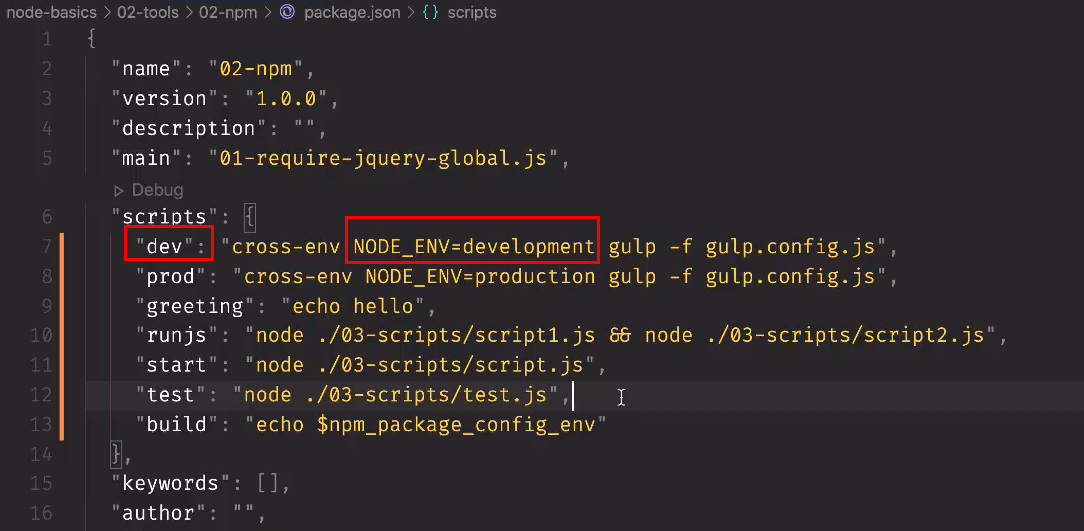 node-basics > 02-tools > 02-npm > package.json > {} scripts
1 {
2 "name": "02-npm",
3 "version": "1.0.0",
4 "description": "",
5 "main": "01-require-jquery-global.js",
Debug
6 "scripts": {
7 "dev": "cross-env NODE_ENV=development gulp -f gulp.config.js",
8 "prod": "cross-env NODE_ENV=production gulp -f gulp.config.js",
9 "greeting": "echo hello",
10 "runjs": "node ./03-scripts/script1.js && node ./03-scripts/script2.js",
11 "start": "node ./03-scripts/script.js",
12 "test": "node ./03-scripts/test.js",
13 "build": "echo $npm_package_config_env"
14 },
15 "keywords": [],
16 "author": "",